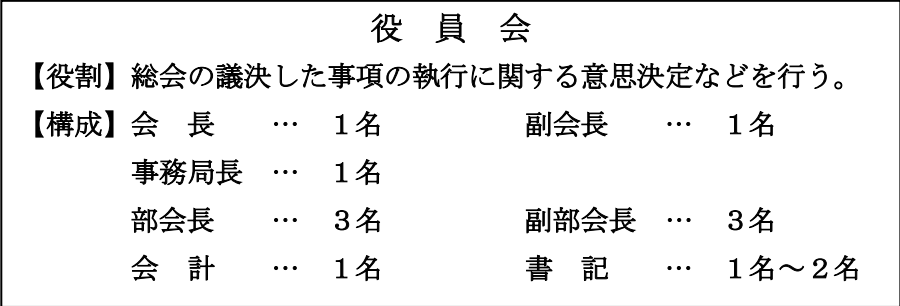 役　員　会
【役割】総会の議決した事項の執行に関する意思決定などを行う。
【構成】会　長　　…　１名　　　　　副会長　　…　１名
事務局長　…　１名
部会長　　…　３名　　　　　副部会長　…　３名
会　計　　…　１名　　　　　書　記　　…　１名～２名